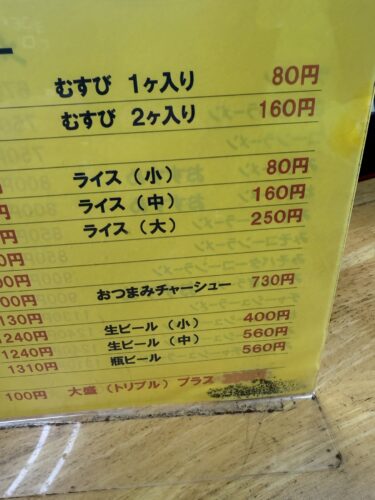 むすび 1ケ入り 80円
むすび 2ケ入り 160円
ライス（小） 80円
ライス（中） 160円
ライス（大） 250円
おつまみチャーシュー 730円
130円 生ビール（小） 400円
1240円 生ビール（中） 560円
1240円 瓶ビール 560円
1310円
100円 大盛（トリプル）プラス